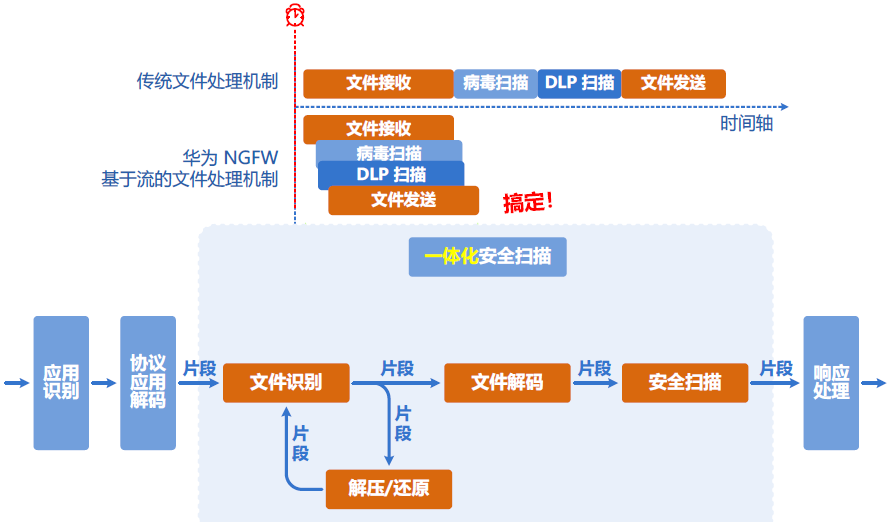 传统文件处理机制
文件接收
病毒扫描
DLP 扫描
文件发送
时间轴
华为 NGFW
基于流的文件处理机制
文件接收
病毒扫描
DLP 扫描
文件发送
搞定！
一体化安全扫描
应用
识别
协议
应用
解码
片段
文件识别
片段
文件解码
片段
安全扫描
片段
响应
处理
片
段
片
段
解压/还原